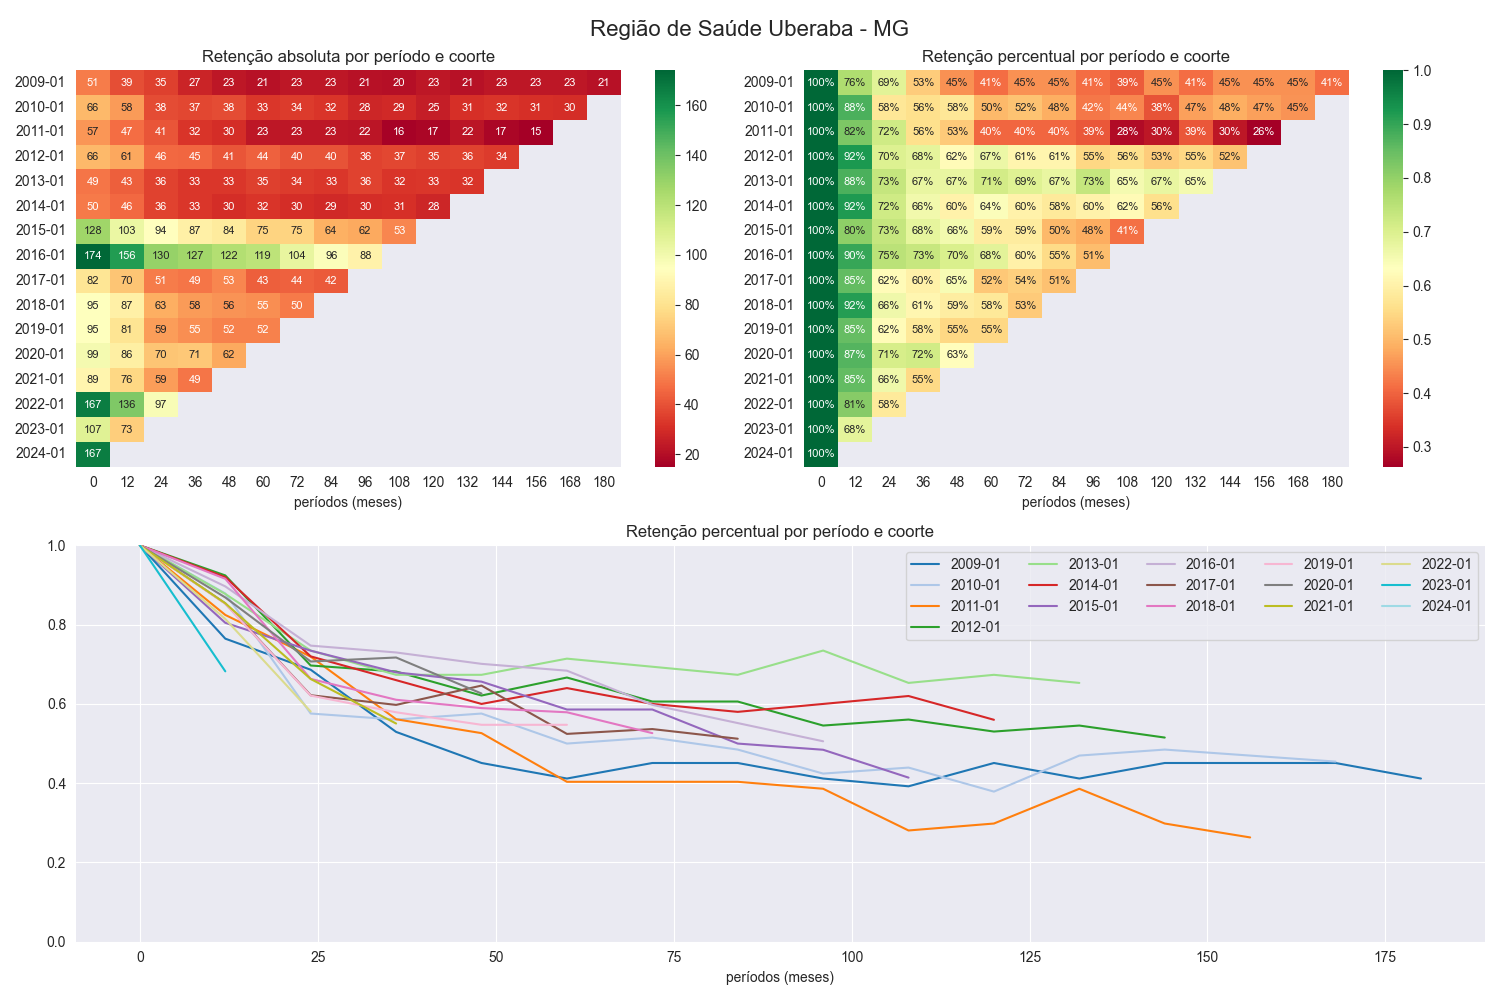 Região de Saúde Uberaba - MG
Retenção absoluta por período e coorte
2009-01 51 39 35 27 23 21 23 23 21 20 23 21 23 23 23 21
2010-01 66 58 38 37 38 33 34 32 28 29 25 31 32 31 30
2011-01 57 47 41 32 30 23 23 23 22 16 17 22 17 15
2012-01 66 61 46 45 41 44 40 40 36 37 35 36 34
2013-01 49 43 36 33 33 35 34 33 36 32 33 32
2014-01 50 46 36 33 30 32 30 29 30 31 28
2015-01 128 103 94 87 84 75 75 64 62 53
2016-01 174 156 130 127 122 119 104 96 88
2017-01 82 70 51 49 53 43 44 42
2018-01 95 87 63 58 56 55 50
2019-01 95 81 59 55 52 52
2020-01 99 86 70 71 62
2021-01 89 76 59 49
2022-01 167 136 97
2023-01 107 73
2024-01 167
0 12 24 36 48 60 72 84 96 108 120 132 144 156 168 180
períodos (meses)
160
140
120
100
80
60
40
20
Retenção percentual por período e coorte
2009-01 100% 76% 69% 53% 45% 41% 45% 45% 41% 39% 45% 41% 45% 45% 45% 41%
2010-01 100% 88% 58% 56% 58% 50% 52% 48% 42% 44% 38% 47% 48% 47% 45%
2011-01 100% 82% 72% 56% 53% 40% 40% 40% 39% 28% 30% 39% 30% 26%
2012-01 100% 92% 70% 68% 62% 67% 61% 61% 55% 56% 53% 55% 52%
2013-01 100% 88% 73% 67% 67% 71% 69% 67% 73% 65% 67% 65%
2014-01 100% 92% 72% 66% 60% 64% 60% 58% 60% 62% 56%
2015-01 100% 80% 73% 68% 66% 59% 59% 50% 48% 41%
2016-01 100% 90% 75% 73% 70% 68% 60% 55% 51%
2017-01 100% 85% 62% 60% 65% 52% 54% 51%
2018-01 100% 92% 66% 61% 59% 58% 53%
2019-01 100% 85% 62% 58% 55% 55%
2020-01 100% 87% 71% 72% 63%
2021-01 100% 85% 66% 55%
2022-01 100% 81% 58%
2023-01 100% 68%
2024-01 100%
0 12 24 36 48 60 72 84 96 108 120 132 144 156 168 180
períodos (meses)
1.0
0.9
0.8
0.7
0.6
0.5
0.4
0.3
Retenção percentual por período e coorte
1.0
0.8
0.6
0.4
0.2
0.0
2009-01 2013-01 2016-01 2019-01 2022-01
2010-01 2014-01 2017-01 2020-01 2023-01
2011-01 2015-01 2018-01 2021-01 2024-01
2012-01
0 25 50 75 100 125 150 175
períodos (meses)